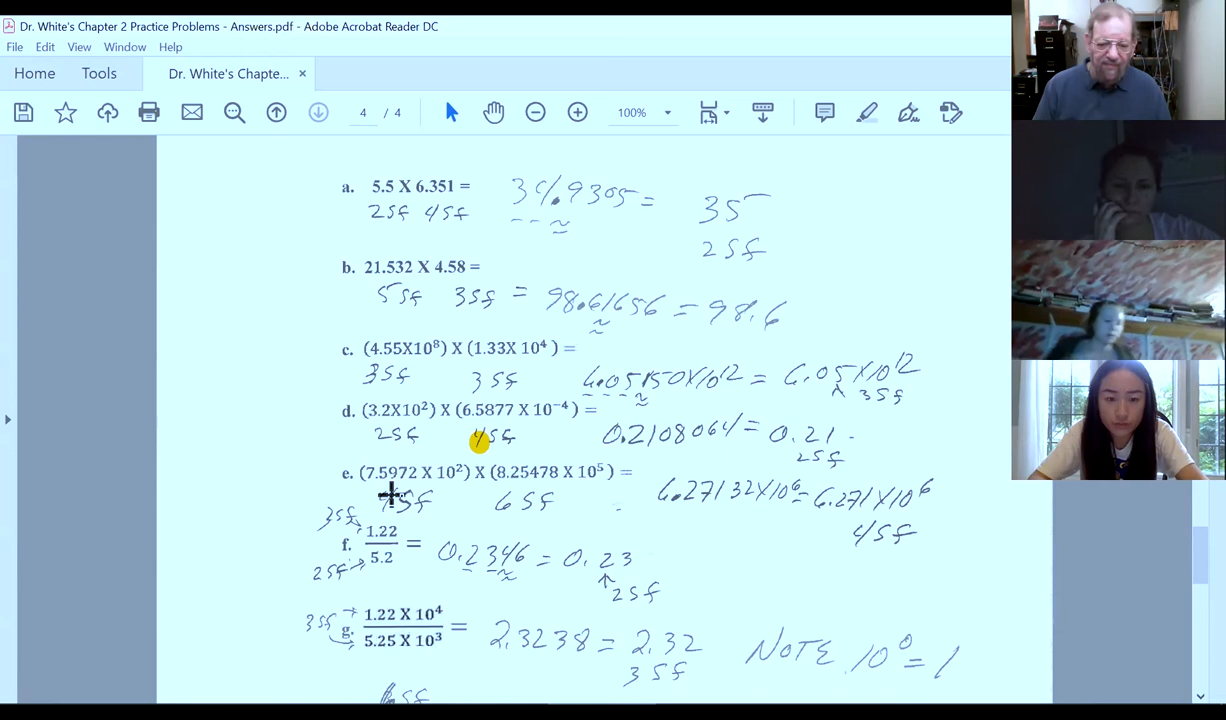 Dr. White's Chapter 2 Practice Problems - Answers.pdf - Adobe Acrobat Reader DC
File Edit View Window Help
Home Tools Dr. White's Chapte... ×
4 / 4 100%
a. 5.5 X 6.351 = 34.9305 = 35
2sf 4sf 2sf
b. 21.532 X 4.58 =
5sf 3sf = 98.61656 = 98.6
c. (4.55X10⁸) X (1.33X 10⁴ ) =
3sf 3sf 6.05150X10¹² = 6.05X10¹²
3sf
d. (3.2X10²) X (6.5877 X 10⁻⁴ ) =
2sf sf 0.2108064 = 0.21
2sf
e. (7.5972 X 10²) X (8.25478 X 10⁵ ) =
sf 6sf 6.27132X10⁶ = 6.271X10⁶
4sf
3sf
f. 1.22
5.2 = 0.2346 = 0.23
2sf 2sf
3sf g. 1.22 X 10⁴
5.25 X 10³ = 2.3238 = 2.32
3sf
NOTE 10⁰ = 1
sf